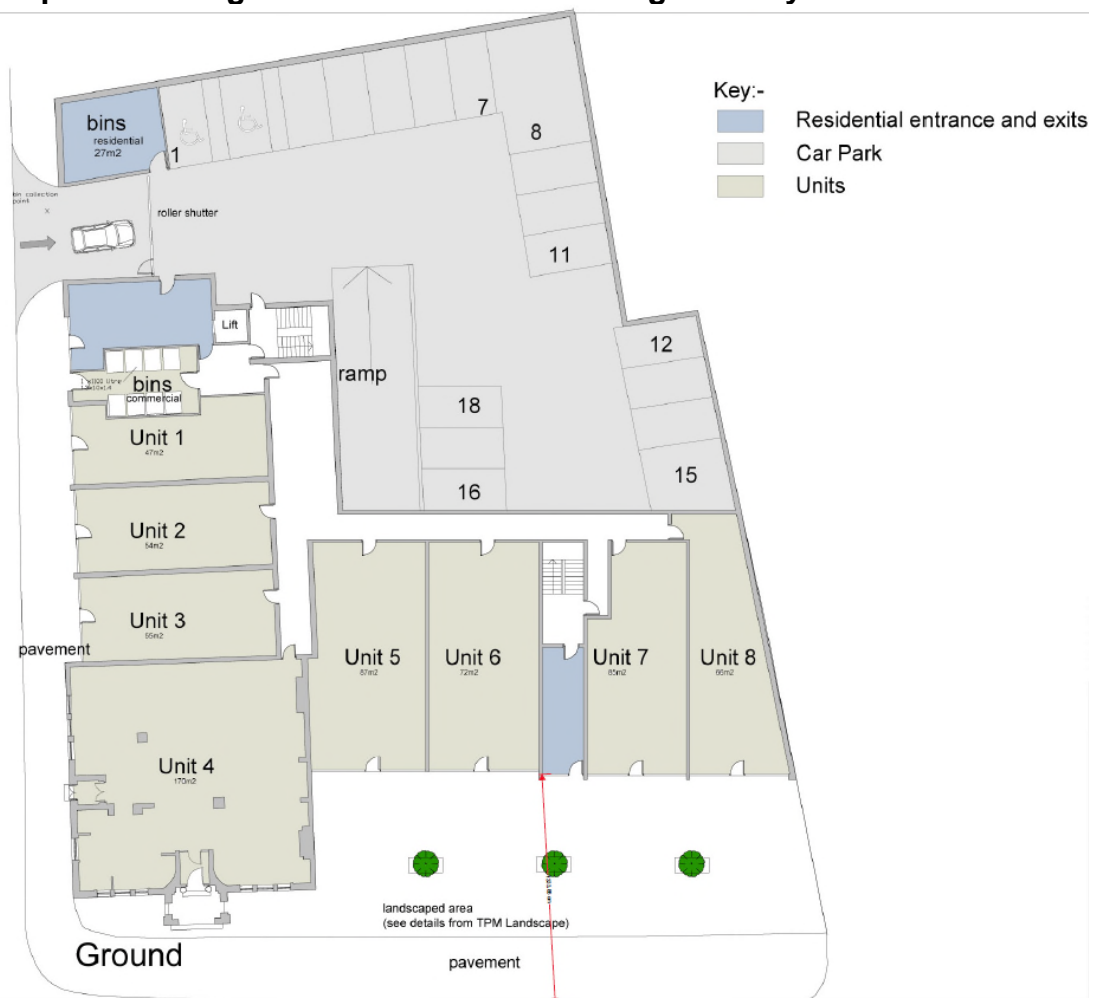 Key:-
Residential entrance and exits
Car Park
Units
bins
residential
27m2
1
7
8
bin collection
point
X
roller shutter
11
Lift
12
ramp
bins
commercial
18
Unit 1
47m2
15
16
Unit 2
54m2
Unit 3
pavement
Unit 5
Unit 6
72m2
Unit 7
Unit 8
Unit 4
170m2
landscaped area
(see details from TPM Landscape)
Ground
pavement